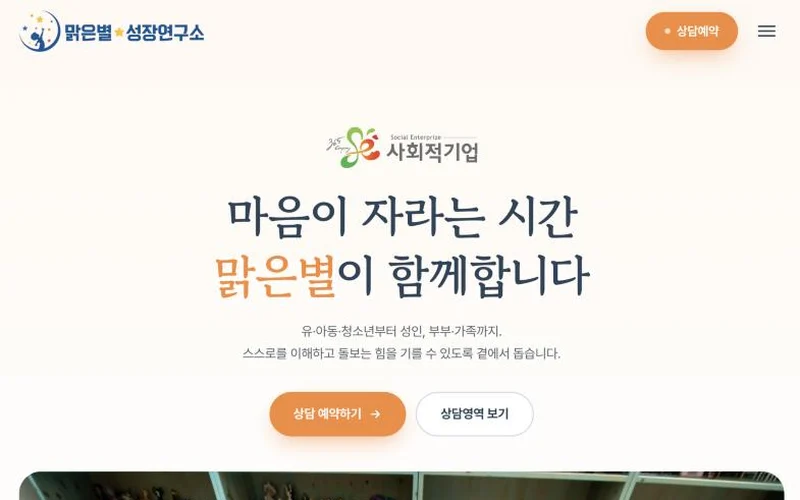 맑은별★성장연구소
상담예약
Social Enterprise
사회적기업
마음이 자라는 시간
맑은별이 함께합니다
유·아동·청소년부터 성인, 부부·가족까지.
스스로를 이해하고 돌보는 힘을 기를 수 있도록 곁에서 돕습니다.
상담 예약하기 →
상담영역 보기